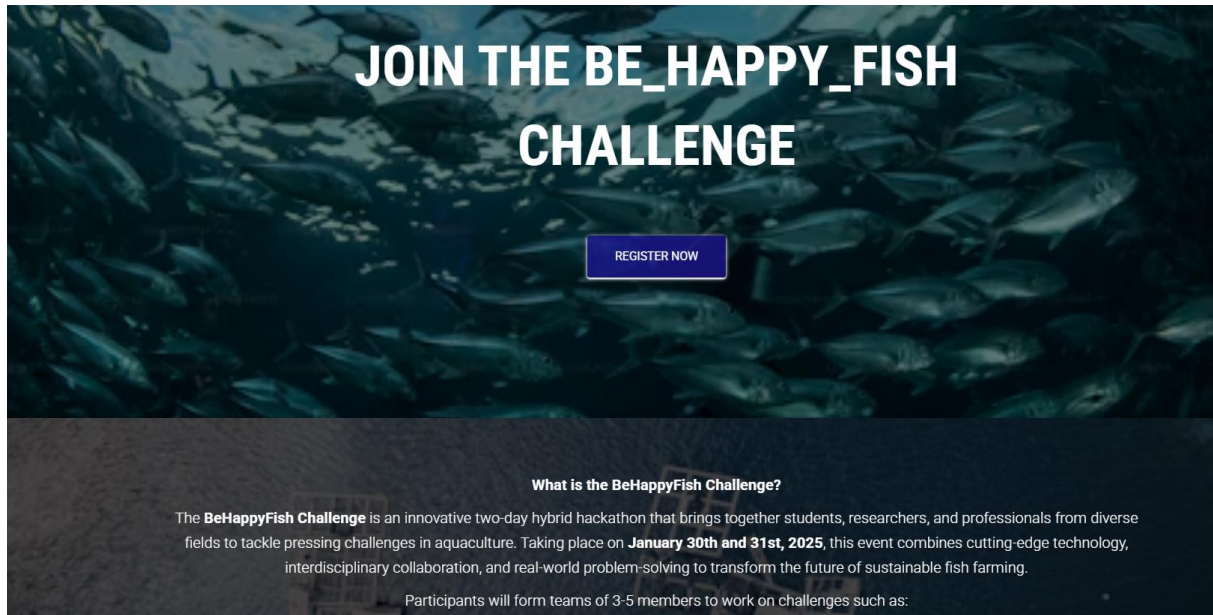 JOIN THE BE_HAPPY_FISH
CHALLENGE
REGISTER NOW
What is the BeHappyFish Challenge?
The BeHappyFish Challenge is an innovative two-day hybrid hackathon that brings together students, researchers, and professionals from diverse
fields to tackle pressing challenges in aquaculture. Taking place on January 30th and 31st, 2025, this event combines cutting-edge technology,
interdisciplinary collaboration, and real-world problem-solving to transform the future of sustainable fish farming.
Participants will form teams of 3-5 members to work on challenges such as: